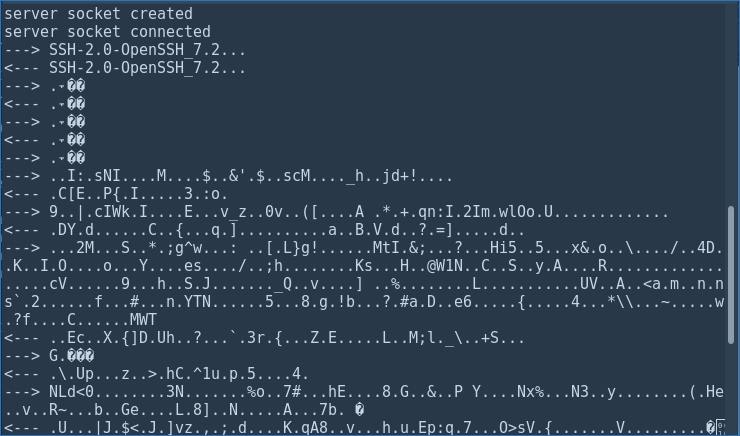 server socket created
server socket connected
---> SSH-2.0-OpenSSH_7.2...
<--- SSH-2.0-OpenSSH_7.2...
---> .▾��
<--- .▾��
---> .▾��
<--- .▾��
---> .▾��
---> ..I:.sNI....M....$..&'.$..scM...._h..jd+!....
<--- .C[E..P{.I.....3.:o.
---> 9..|.cIWk.I....E...v_z..0v..([....A .*.+.qn:I.2Im.wlOo.U.............
<--- .DY.d......C..{...q.]..........a..B.V.d..?.=].....d..
---> ...2M...S..*.;g^w...: ..[.L}g!......MtI.&;...?...Hi5..5...x&.o..\..../..4D.
.K..I.O....o...Y....es..../..;h........Ks...H..@W1N..C..S..y.A....R.............
.....cV......9...h..S.J......._Q..v....] ..%........L...........UV..A..<a.m..n.n
s`.2......f...#...n.YTN......5...8.g.!b...?.#a.D..e6.....{.....4...*\\...~.....w
.?f....C......MWT
<--- ..Ec..X.{]D.Uh..?...`.3r.{...Z.E.....L..M;l._\..+S...
---> G.���
<--- .\.Up...z..>.hC.^1u.p.5....4.
---> NLd<0........3N.......%o..7#...hE....8.G..&..P Y....Nx%...N3..y........(.He
..v..R~...b..Ge....L.8]..N.....A...7b. �
<--- .U...|J.$<.J.]vz.,.;.d....K.qA8..v...h.u.Ep:q.7...O>sV.{.......V.........�